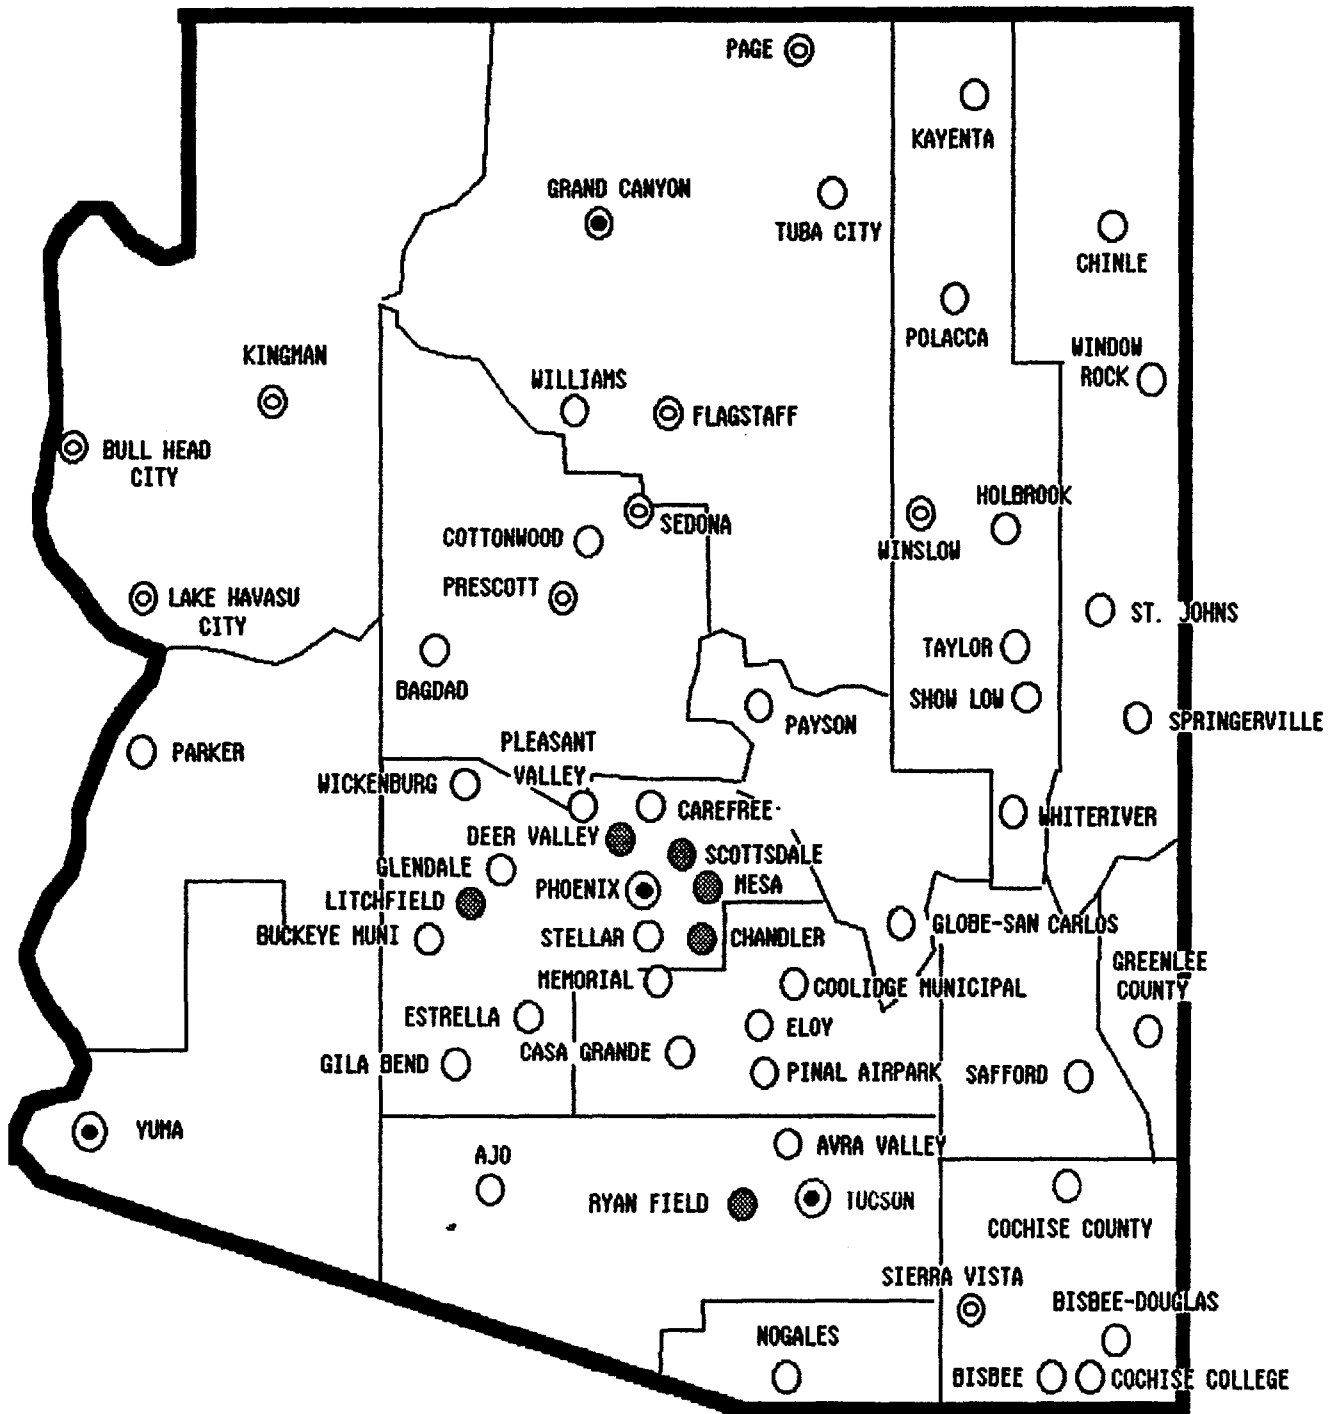 PAGE
KAYENTA
GRAND CANYON
TUBA CITY
CHINLE
POLACCA
KINGMAN
WINDOW
ROCK
WILLIAMS
FLAGSTAFF
BULL HEAD
CITY
HOLBROOK
SEDONA
COTTONWOOD
WINSLOW
PRESCOTT
LAKE HAVASU
CITY
ST. JOHNS
TAYLOR
BAGDAD
SHOW LOW
PAYSON
SPRINGERVILLE
PARKER
PLEASANT
VALLEY
WICKENBURG
CAREFREE
WHITERIVER
DEER VALLEY
SCOTTSDALE
GLENDALE
PHOENIX
MESA
LITCHFIELD
GLOBE-SAN CARLOS
BUCKEYE MUNI
STELLAR
CHANDLER
GREENLEE
COUNTY
MEMORIAL
COOLIDGE MUNICIPAL
ESTRELLA
ELOY
CASA GRANDE
GILA BEND
PINAL AIRPARK
SAFFORD
YUMA
AVRA VALLEY
AJO
RYAN FIELD
TUCSON
COCHISE COUNTY
SIERRA VISTA
BISBEE-DOUGLAS
NOGALES
BISBEE
COCHISE COLLEGE